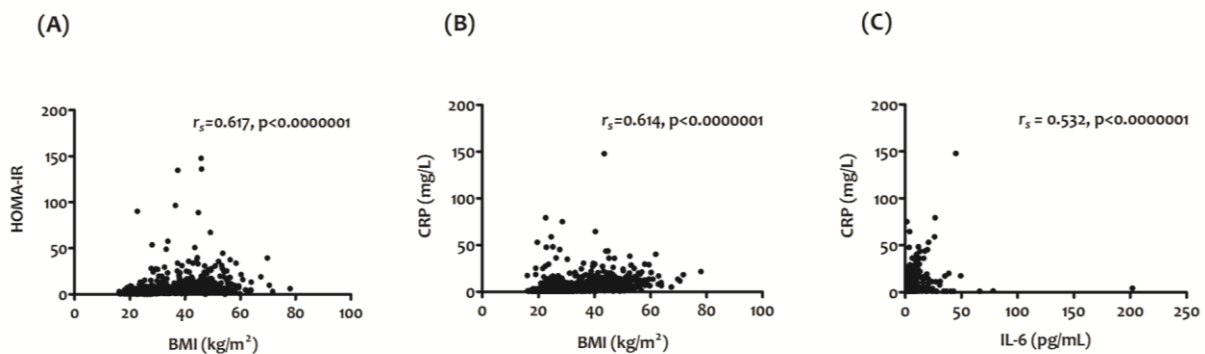 (A)
rs=0.617, p<0.0000001
HOMA-IR
200
150
100
50
0
0 20 40 60 80 100
BMI (kg/m²)
(B)
rs=0.614, p<0.0000001
CRP (mg/L)
200
150
100
50
0
0 20 40 60 80 100
BMI (kg/m²)
(C)
rs = 0.532, p<0.0000001
CRP (mg/L)
200
150
100
50
0
0 50 100 150 200 250
IL-6 (pg/mL)